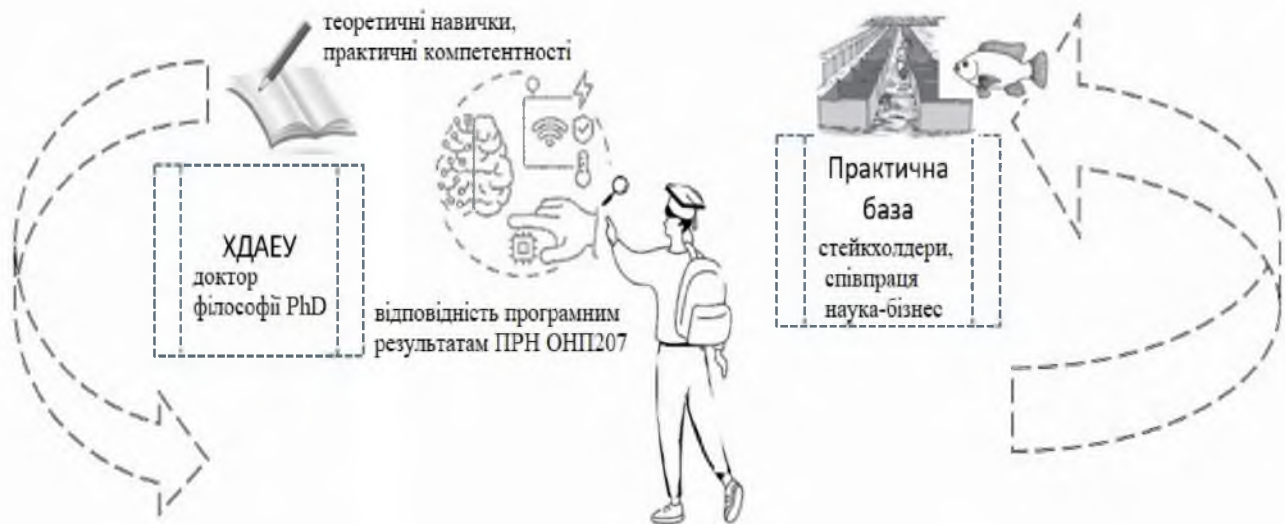 теоретичні навички,
практичні компетентності
ХДАЕУ
доктор
філософії PhD
відповідність програмним
результатам ПРН ОНП207
Практична
база
стейкхолдери,
співпраця
наука-бізнес